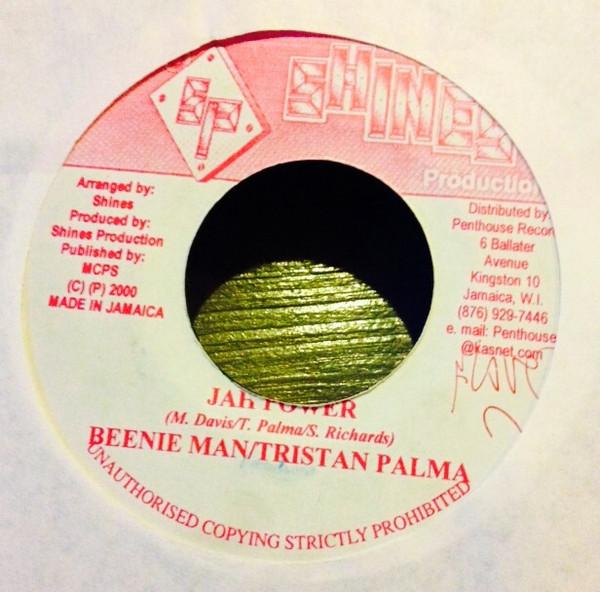 SP
SHINES
Productio
Arranged by:
Shines
Produced by:
Shines Production
Published by:
MCPS
(C) (P) 2000
MADE IN JAMAICA
Distributed by
Penthouse Recor
6 Ballater
Avenue
Kingston 10
Jamaica, W.I.
(876) 929-7446
e. mail: Penthouse
@kasnet.com
JAH POWER
(M. Davis/T. Palma/S. Richards)
BEENIE MAN/TRISTAN PALMA
UNAUTHORISED COPYING STRICTLY PROHIBITED